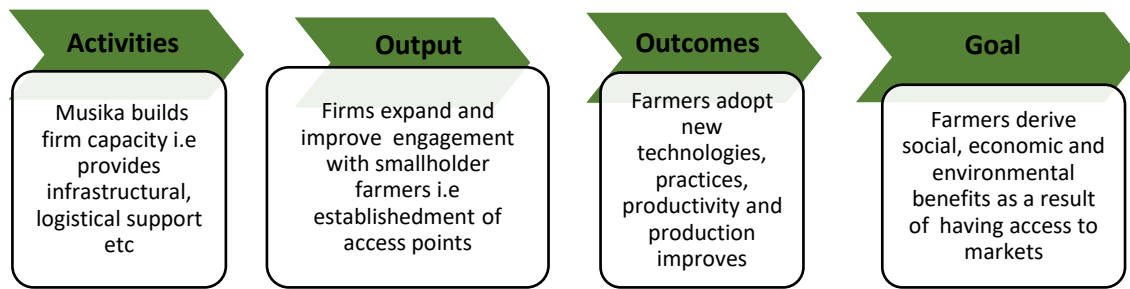 Activities
Musika builds
firm capacity i.e
provides
infrastructural,
logistical support
etc
Output
Firms expand and
improve engagement
with smallholder
farmers i.e
establishedment of
access points
Outcomes
Farmers adopt
new
technologies,
practices,
productivity and
production
improves
Goal
Farmers derive
social, economic and
environmental
benefits as a result
of having access to
markets